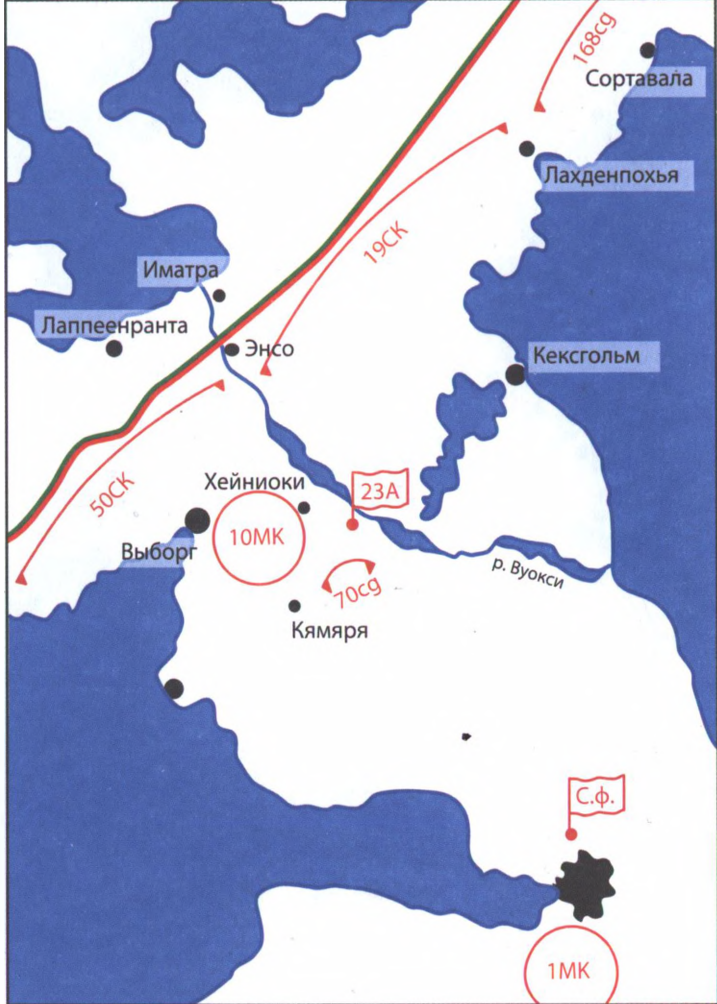 168сд
Сортавала
Лахденпохья
19СК
Иматра
Лаппеенранта
Энсо
Кексгольм
50СК
Хейниоки
23А
10МК
Выборг
р. Вуокси
70сд
Кямяря
С.ф.
1МК